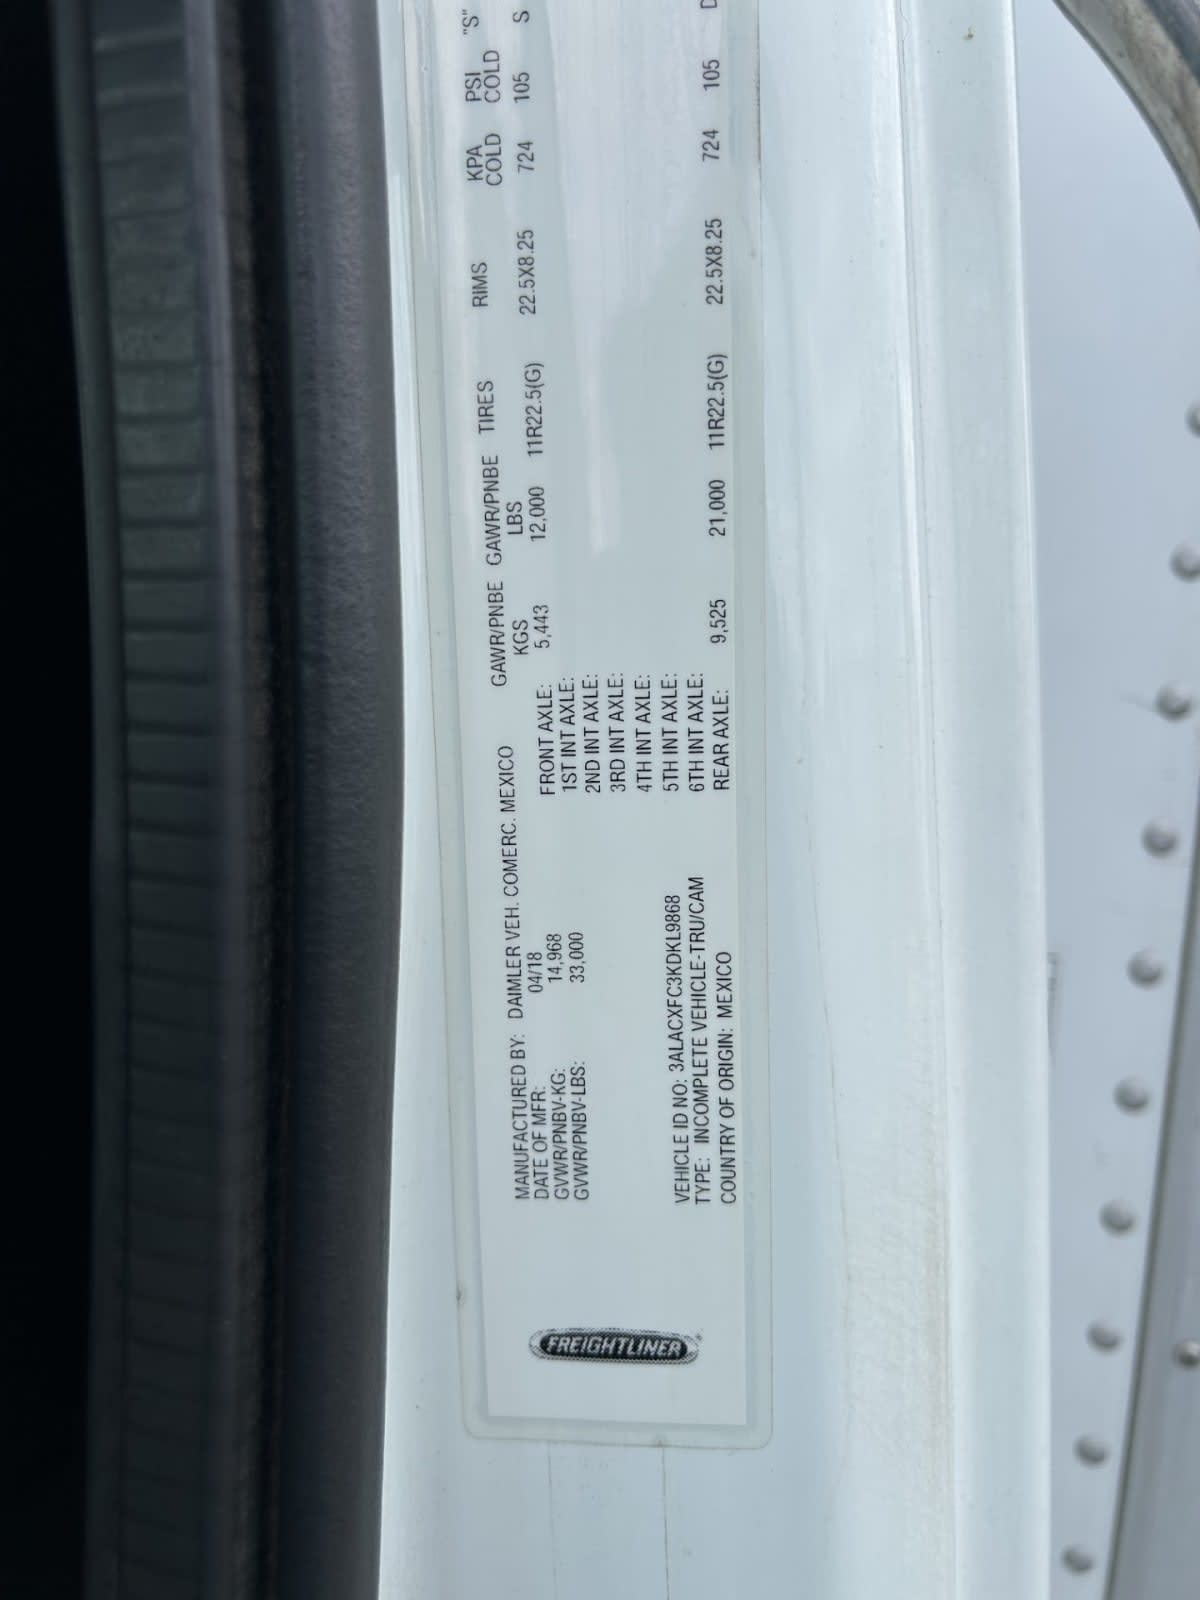 MANUFACTURED BY: DAIMLER VEH. COMERC. MEXICO
DATE OF MFR: 04/18
GVWR/PNBV-KG: 14,968
GVWR/PNBV-LBS: 33,000
VEHICLE ID NO: 3ALACXFC3KDKL9868
TYPE: INCOMPLETE VEHICLE-TRU/CAM
COUNTRY OF ORIGIN: MEXICO
GAWR/PNBE GAWR/PNBE TIRES RIMS KPA PSI "S"
KGS LBS COLD COLD
FRONT AXLE: 5,443 12,000 11R22.5(G) 22.5X8.25 724 105 S
1ST INT AXLE:
2ND INT AXLE:
3RD INT AXLE:
4TH INT AXLE:
5TH INT AXLE:
6TH INT AXLE:
REAR AXLE: 9,525 21,000 11R22.5(G) 22.5X8.25 724 105 D
FREIGHTLINER